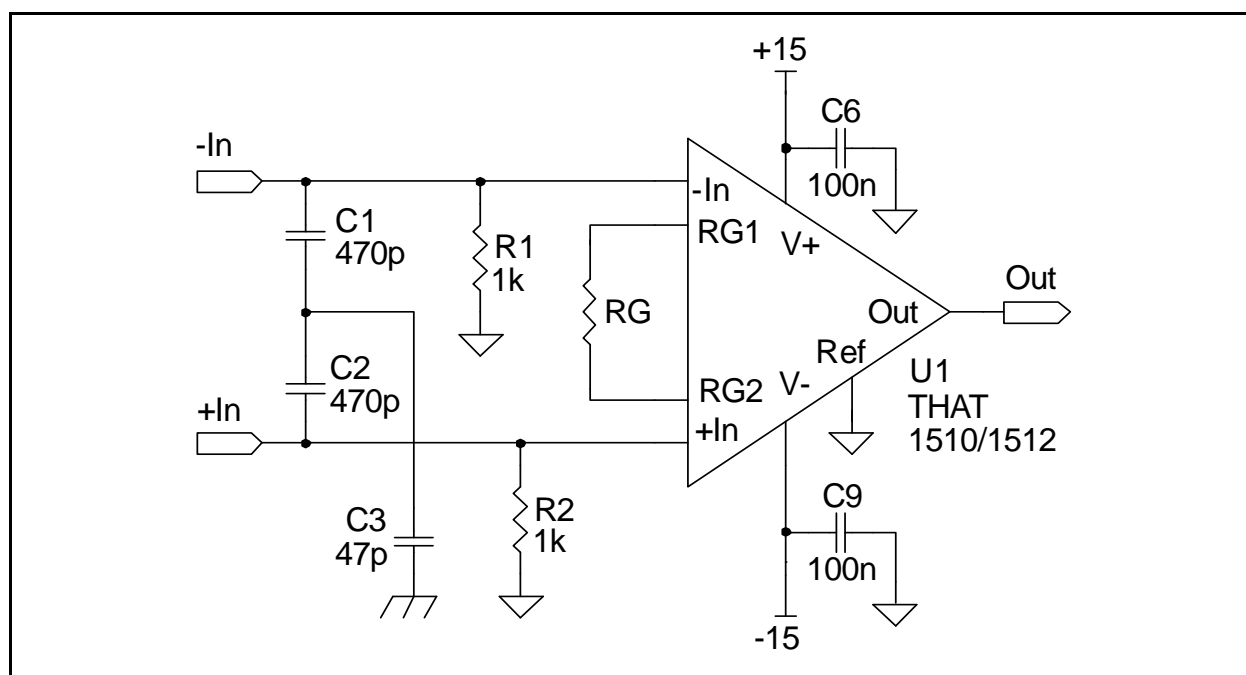 +15
C6
100n
-In
-In
C1
470p
R1
1k
RG1
V+
RG
Out
Out
Ref
C2
470p
RG2
V-
U1
THAT
1510/1512
+In
+In
C3
47p
R2
1k
C9
100n
-15